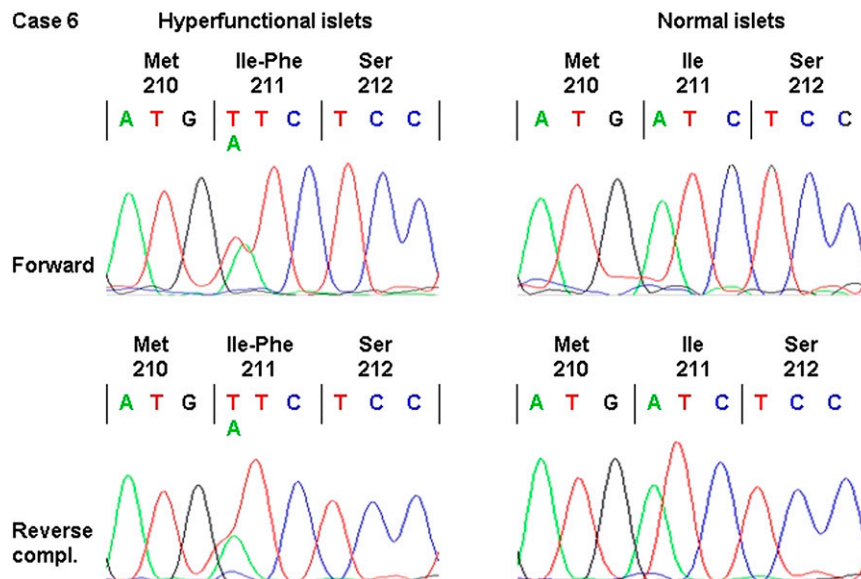 Case 6 Hyperfunctional islets Normal islets
Met Ile-Phe Ser Met Ile Ser
210 211 212 210 211 212
A T G T T C T C C A T G A T C T C C
A
Forward
Met Ile-Phe Ser Met Ile Ser
210 211 212 210 211 212
A T G T T C T C C A T G A T C T C C
A
Reverse
compl.